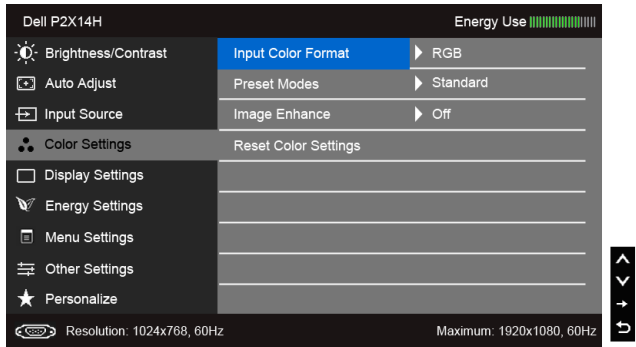 Dell P2X14H Energy Use
Brightness/Contrast Input Color Format RGB
Auto Adjust Preset Modes Standard
Input Source Image Enhance Off
Color Settings Reset Color Settings
Display Settings
Energy Settings
Menu Settings
Other Settings
Personalize
Resolution: 1024x768, 60Hz Maximum: 1920x1080, 60Hz